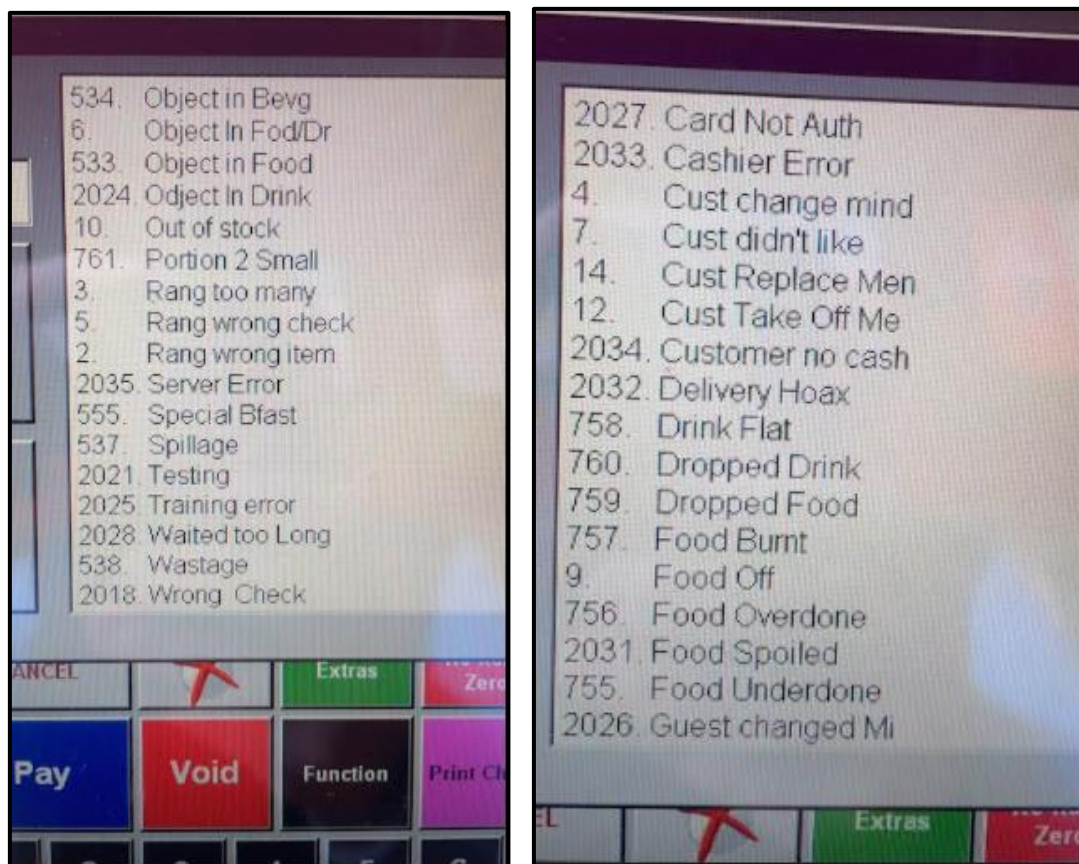 534. Object in Bevg
6. Object In Fod/Dr
533. Object in Food
2024. Odject In Drink
10. Out of stock
761. Portion 2 Small
3. Rang too many
5. Rang wrong check
2. Rang wrong item
2035. Server Error
555. Special Bfast
537. Spillage
2021. Testing
2025. Training error
2028. Waited too Long
538. Wastage
2018. Wrong Check
ANCEL
Extras
Zero
Pay
Void
Function
Print Ch
2027. Card Not Auth
2033. Cashier Error
4. Cust change mind
7. Cust didn't like
14. Cust Replace Men
12. Cust Take Off Me
2034. Customer no cash
2032. Delivery Hoax
758. Drink Flat
760. Dropped Drink
759. Dropped Food
757. Food Burnt
9. Food Off
756. Food Overdone
2031. Food Spoiled
755. Food Underdone
2026. Guest changed Mi
EL
Extras
Zero